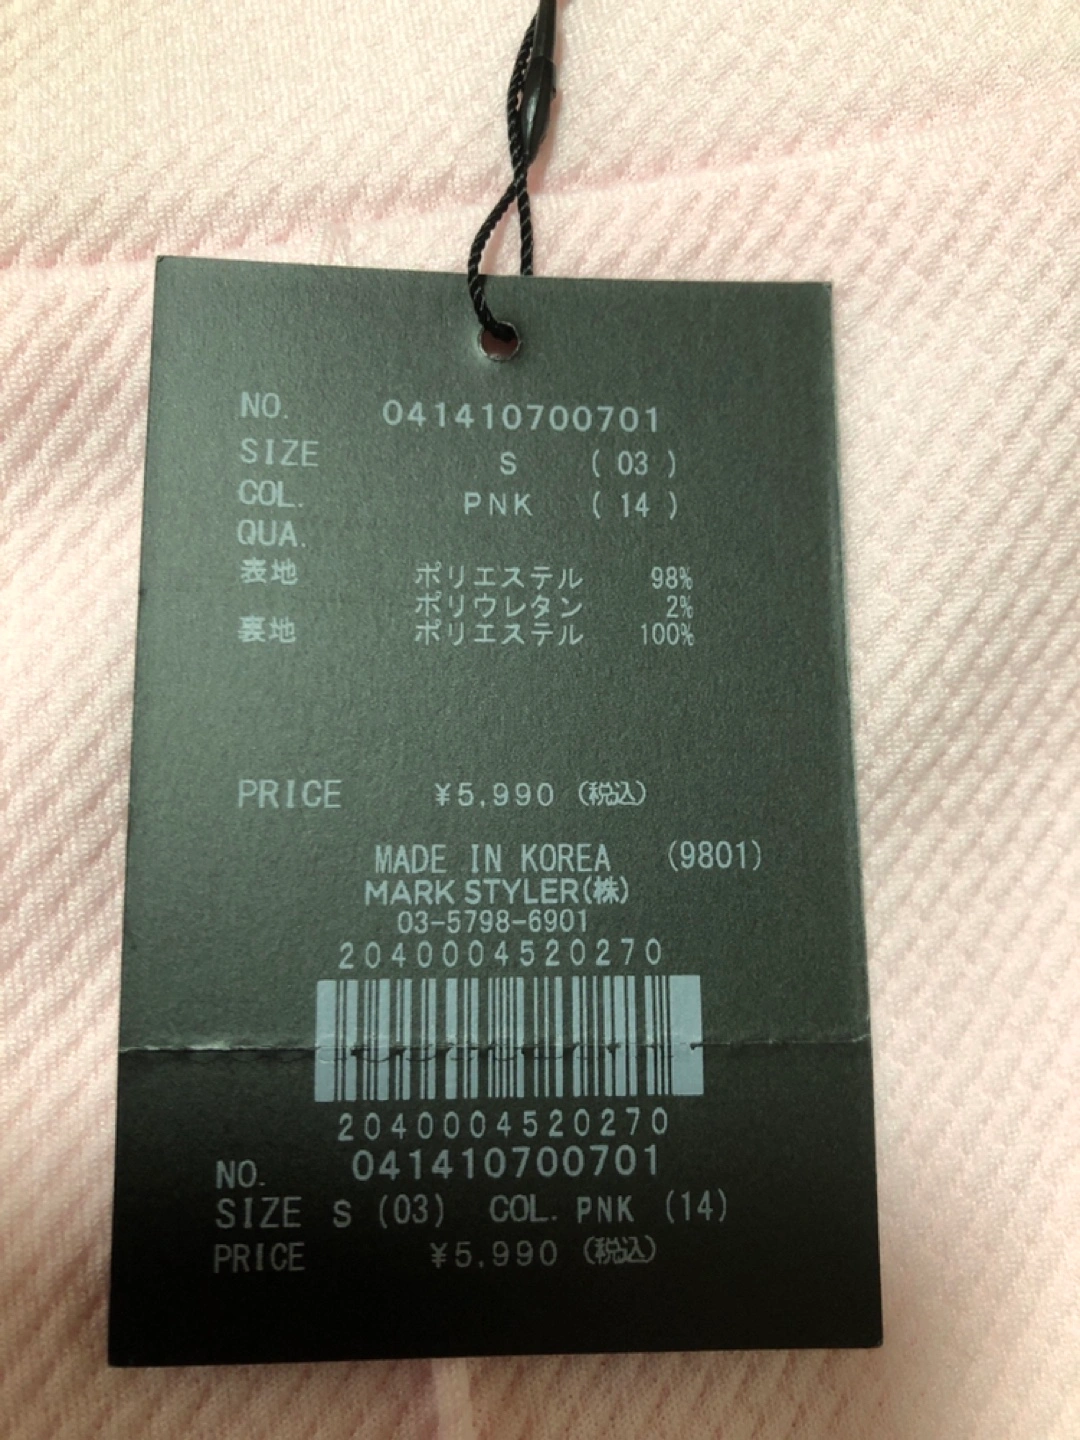 NO. 041410700701
SIZE S ( 03 )
COL. PNK ( 14 )
QUA.
表地 ポリエステル 98%
ポリウレタン 2%
裏地 ポリエステル 100%
PRICE ¥5,990 (税込)
MADE IN KOREA (9801)
MARK STYLER(株)
03-5798-6901
2040004520270
2040004520270
NO. 041410700701
SIZE S (03) COL. PNK (14)
PRICE ¥5,990 (税込)